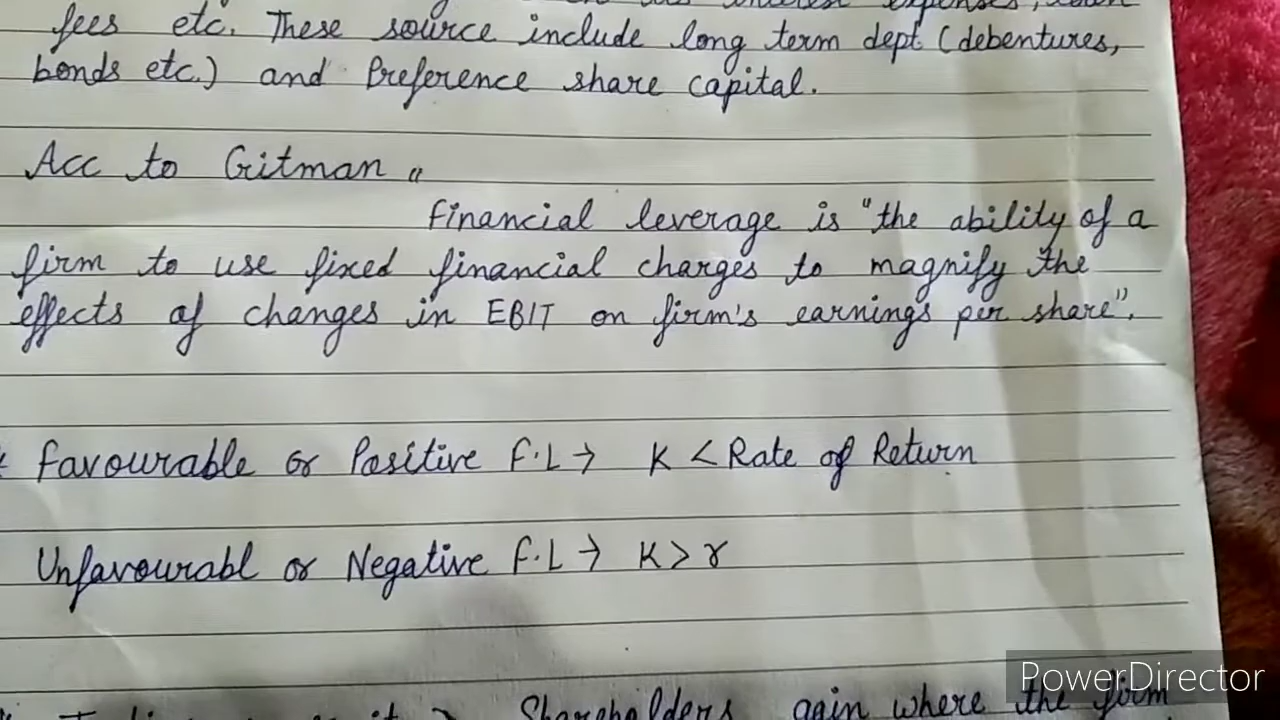 interest expenses,
fees etc. These source include long term dept (debentures,
bonds etc.) and Preference share capital.
Acc to Gitman "
Financial leverage is "the ability of a
firm to use fixed financial charges to magnify the
effects of changes in EBIT on firm's earnings per share".
Favourable or Positive F.L → K < Rate of Return
Unfavourabl or Negative F.L → K > r
Shareholders gain where the firm
PowerDirector